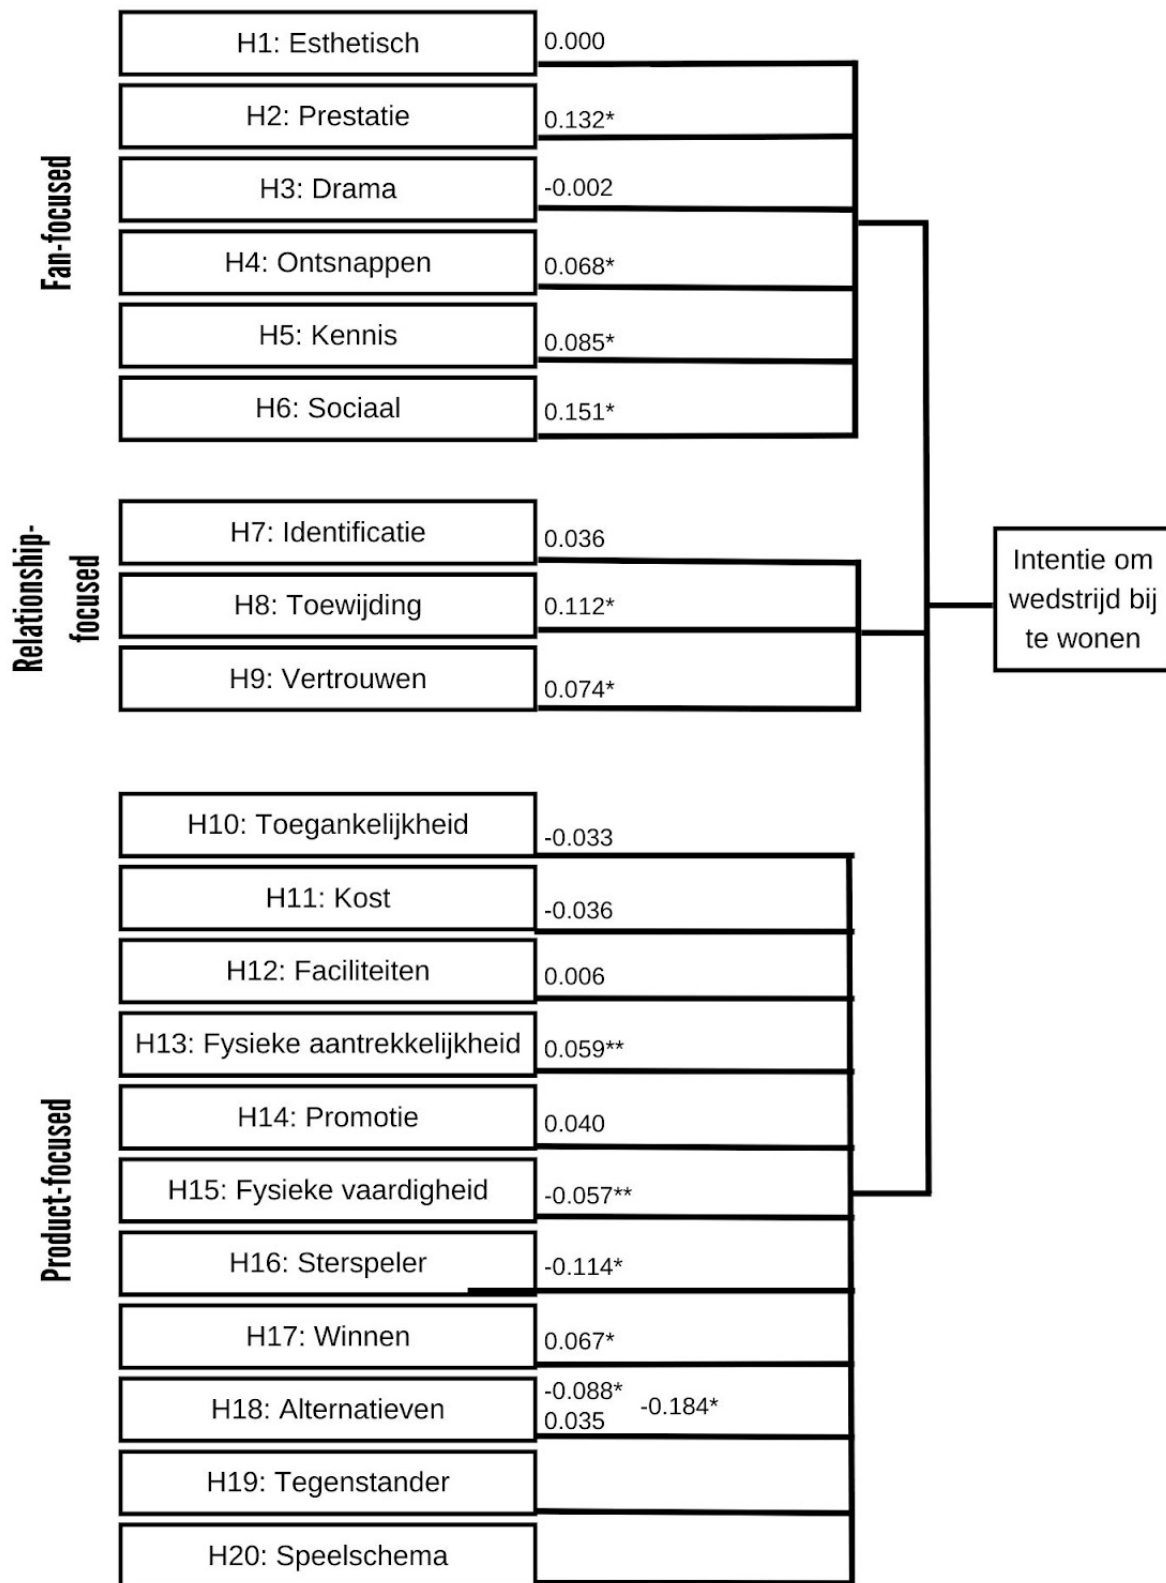 Fan-focused
H1: Esthetisch
0.000
H2: Prestatie
0.132*
H3: Drama
-0.002
H4: Ontsnappen
0.068*
H5: Kennis
0.085*
H6: Sociaal
0.151*
Relationship-
focused
H7: Identificatie
0.036
H8: Toewijding
0.112*
H9: Vertrouwen
0.074*
Intentie om
wedstrijd bij
te wonen
Product-focused
H10: Toegankelijkheid
-0.033
H11: Kost
-0.036
H12: Faciliteiten
0.006
H13: Fysieke aantrekkelijkheid
0.059**
H14: Promotie
0.040
H15: Fysieke vaardigheid
-0.057**
H16: Sterspeler
-0.114*
H17: Winnen
0.067*
H18: Alternatieven
-0.088*
0.035
-0.184*
H19: Tegenstander
H20: Speelschema